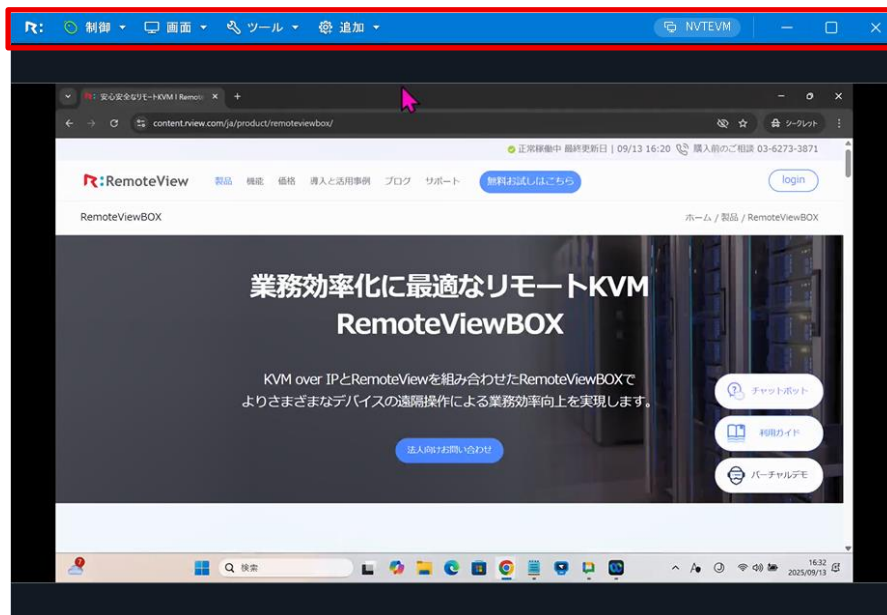 R: 制御 画面 ツール 追加 NVTEVM
R: 安心安全なリモートKVM | Remote
content.rview.com/ja/product/remoteviewbox/ シークレット
正常稼働中 最終更新日 | 09/13 16:20 購入前のご相談 03-6273-3871
R:RemoteView 製品 機能 価格 導入と活用事例 ブログ サポート 無料お試しはこちら login
RemoteViewBOX ホーム / 製品 / RemoteViewBOX
業務効率化に最適なリモートKVM
RemoteViewBOX
KVM over IPとRemoteViewを組み合わせたRemoteViewBOXで
よりさまざまなデバイスの遠隔操作による業務効率向上を実現します。
チャットボット
利用ガイド
法人向けお問い合わせ
バーチャルデモ
検索 16:32
2025/09/13